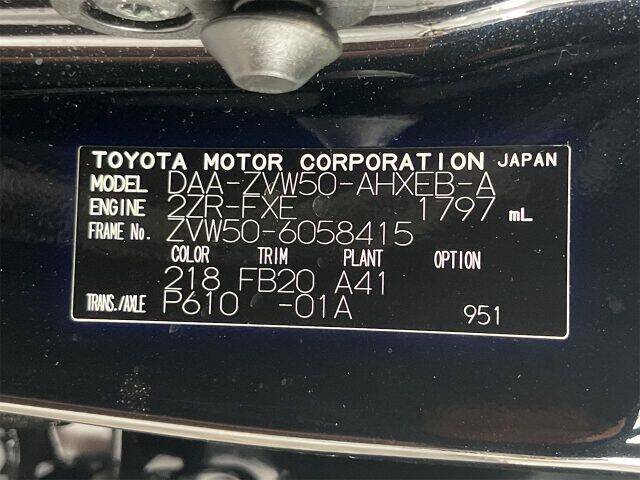 TOYOTA MOTOR CORPORATION JAPAN
MODEL DAA-ZVW50-AHXEB-A
ENGINE 2ZR-FXE 1797 mL
FRAME No. ZVW50-6058415
COLOR TRIM PLANT OPTION
218 FB20 A41
TRANS./AXLE P610 -01A 951